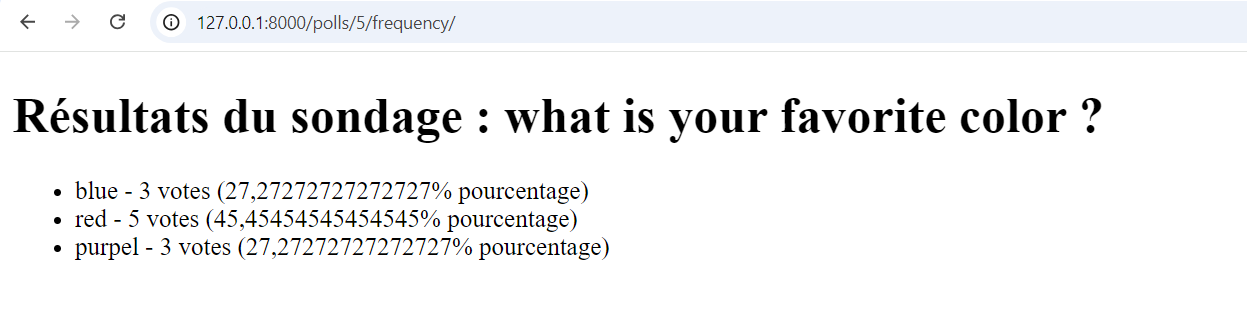 127.0.0.1:8000/polls/5/frequency/
Résultats du sondage : what is your favorite color ?
• blue - 3 votes (27,27272727272727% pourcentage)
• red - 5 votes (45,45454545454545% pourcentage)
• purpel - 3 votes (27,27272727272727% pourcentage)